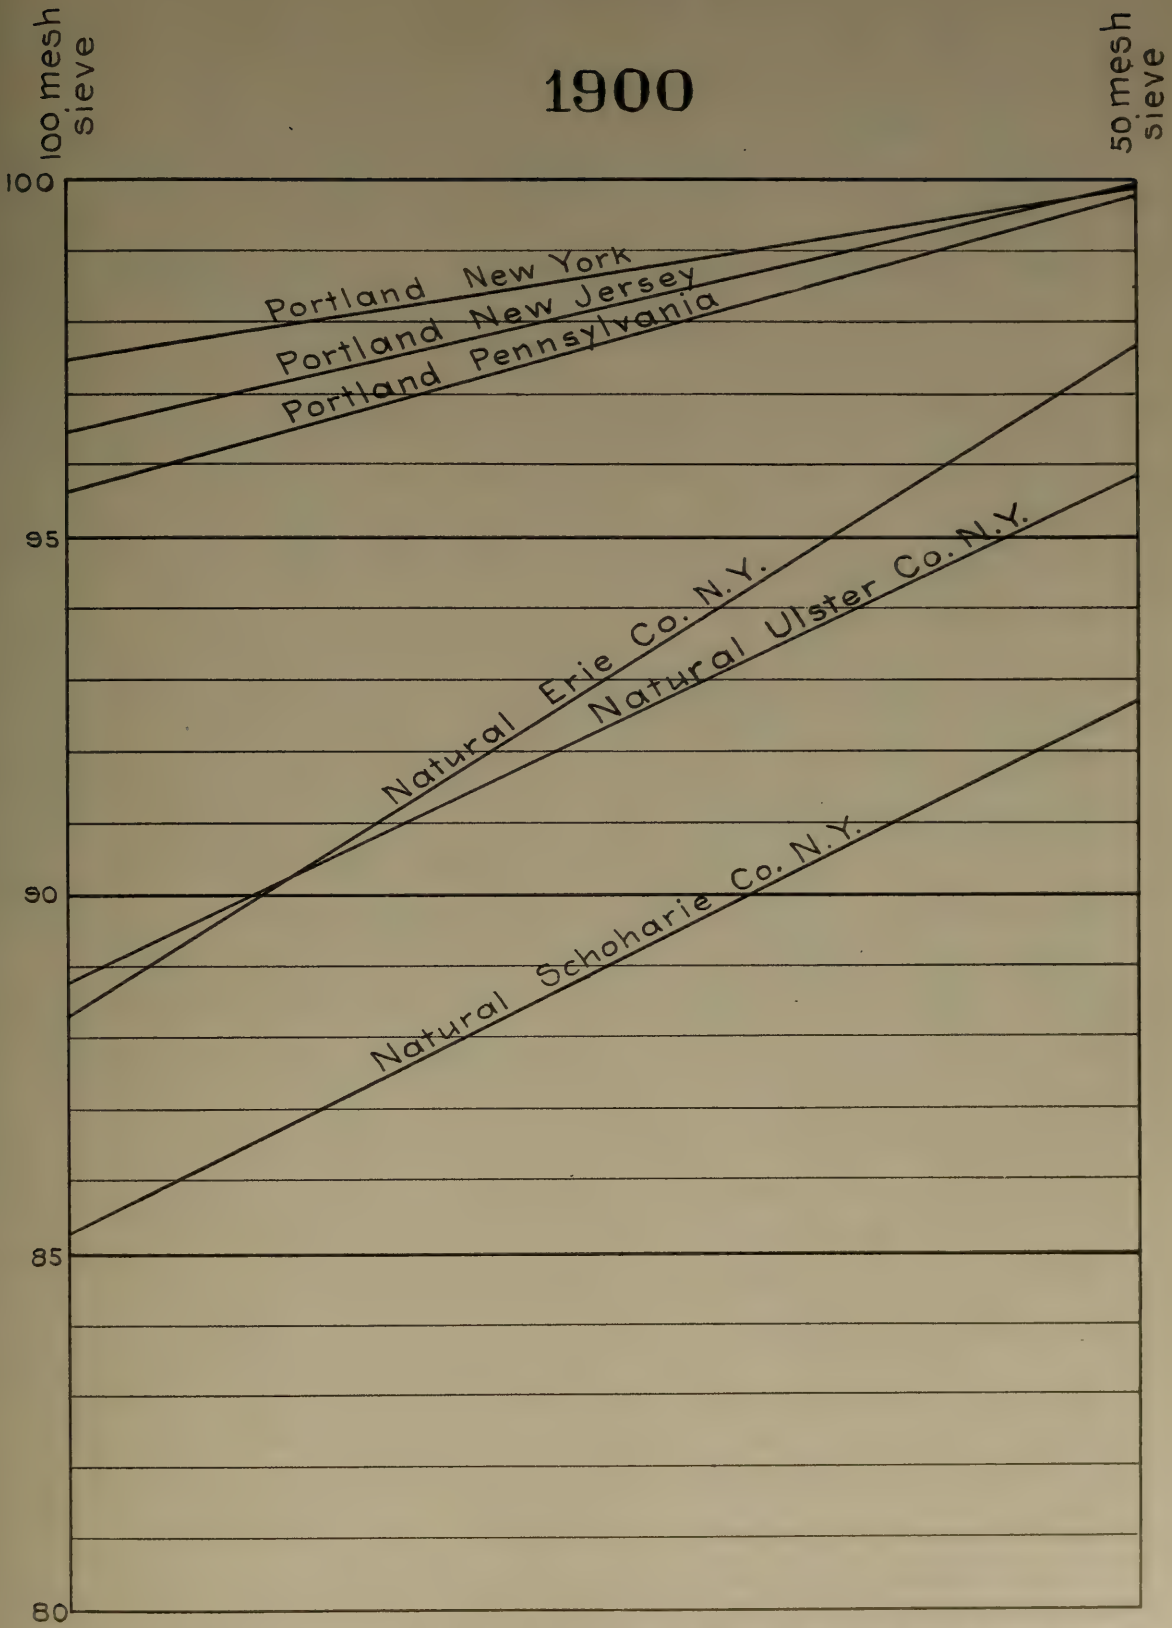 100 mesh
sieve
1900
50 mesh
sieve
100
Portland New York
Portland New Jersey
Portland Pennsylvania
95
Natural Erie Co. N.Y.
Natural Ulster Co. N.Y.
90
Natural Schoharie Co. N.Y.
85
80